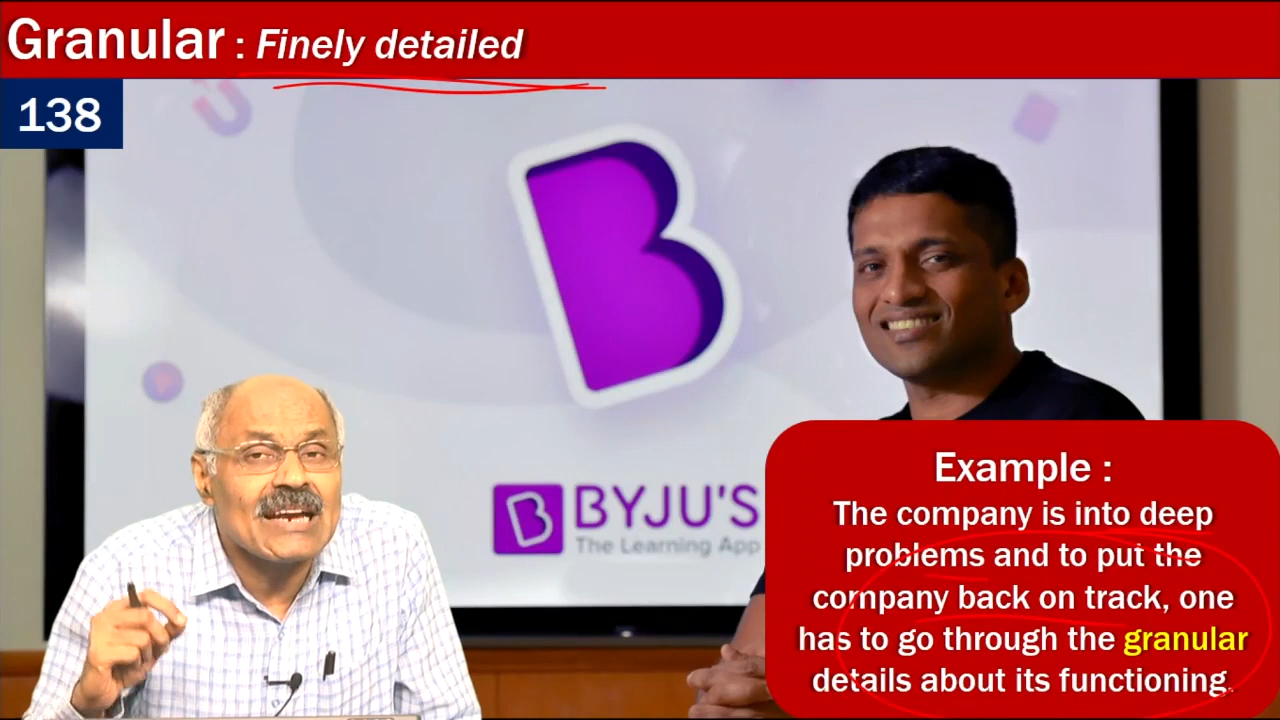 Granular : Finely detailed
138
BYJU'S
The Learning App
Example :
The company is into deep
problems and to put the
company back on track, one
has to go through the granular
details about its functioning.